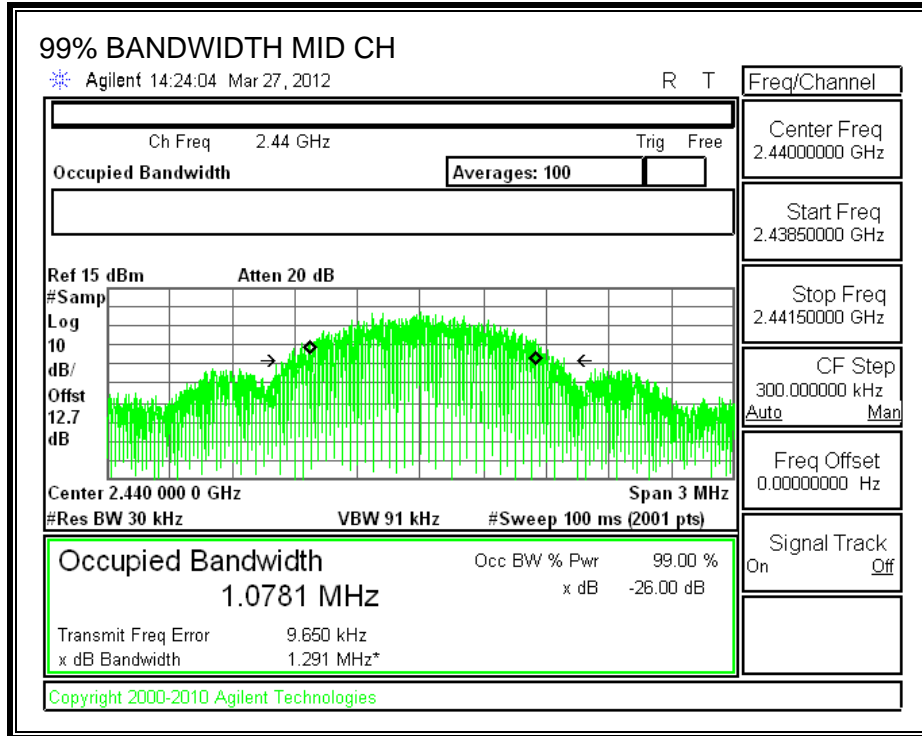 99% BANDWIDTH MID CH
Agilent 14:24:04 Mar 27, 2012 R T
Freq/Channel
Ch Freq 2.44 GHz Trig Free
Occupied Bandwidth Averages: 100
Center Freq
2.44000000 GHz
Start Freq
2.43850000 GHz
Stop Freq
2.44150000 GHz
CF Step
300.000000 kHz
Auto Man
Freq Offset
0.00000000 Hz
Signal Track
On Off
Ref 15 dBm Atten 20 dB
#Samp
Log
10
dB/
Offst
12.7
dB
Center 2.440 000 0 GHz Span 3 MHz
#Res BW 30 kHz VBW 91 kHz #Sweep 100 ms (2001 pts)
Occupied Bandwidth Occ BW % Pwr 99.00 %
1.0781 MHz x dB -26.00 dB
Transmit Freq Error 9.650 kHz
x dB Bandwidth 1.291 MHz*
Copyright 2000-2010 Agilent Technologies